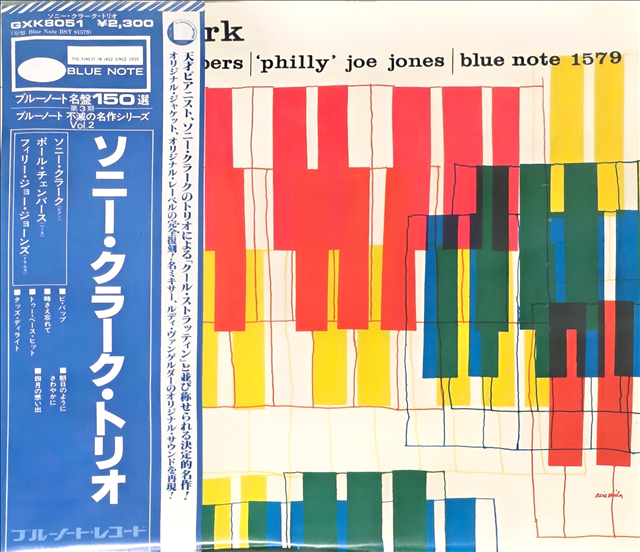 ソニー・クラーク・トリオ
GXK8051 ¥2,300
(原盤 Blue Note BST 81579)
THE FINEST IN JAZZ SINCE 1939
BLUE NOTE
ブルーノート名盤150選
第3期
ブルーノート 不滅の名作シリーズ
Vol.2
天才ピアニスト、ソニー・クラークのトリオによる「クール・ストラッティン」と並び称せられる決定的名作!
オリジナル・ジャケット、オリジナル・レーベルの完全復刻!名ミキサー、ルディ・ヴァンゲルダーのオリジナル・サウンドを再現!
ソニー・クラーク・トリオ
ソニー・クラーク(ピアノ)
ポール・チェンバース(ベース)
フィリー・ジョー・ジョーンズ(ドラムス)
■ビ・バップ
■時さえ忘れて
■トゥー・ベース・ヒット
■タッズ・ディライト
■朝日のように
さわやかに
■四月の想い出
ブルーノート・レコード
rk
bers | 'philly' joe jones | blue note 1579